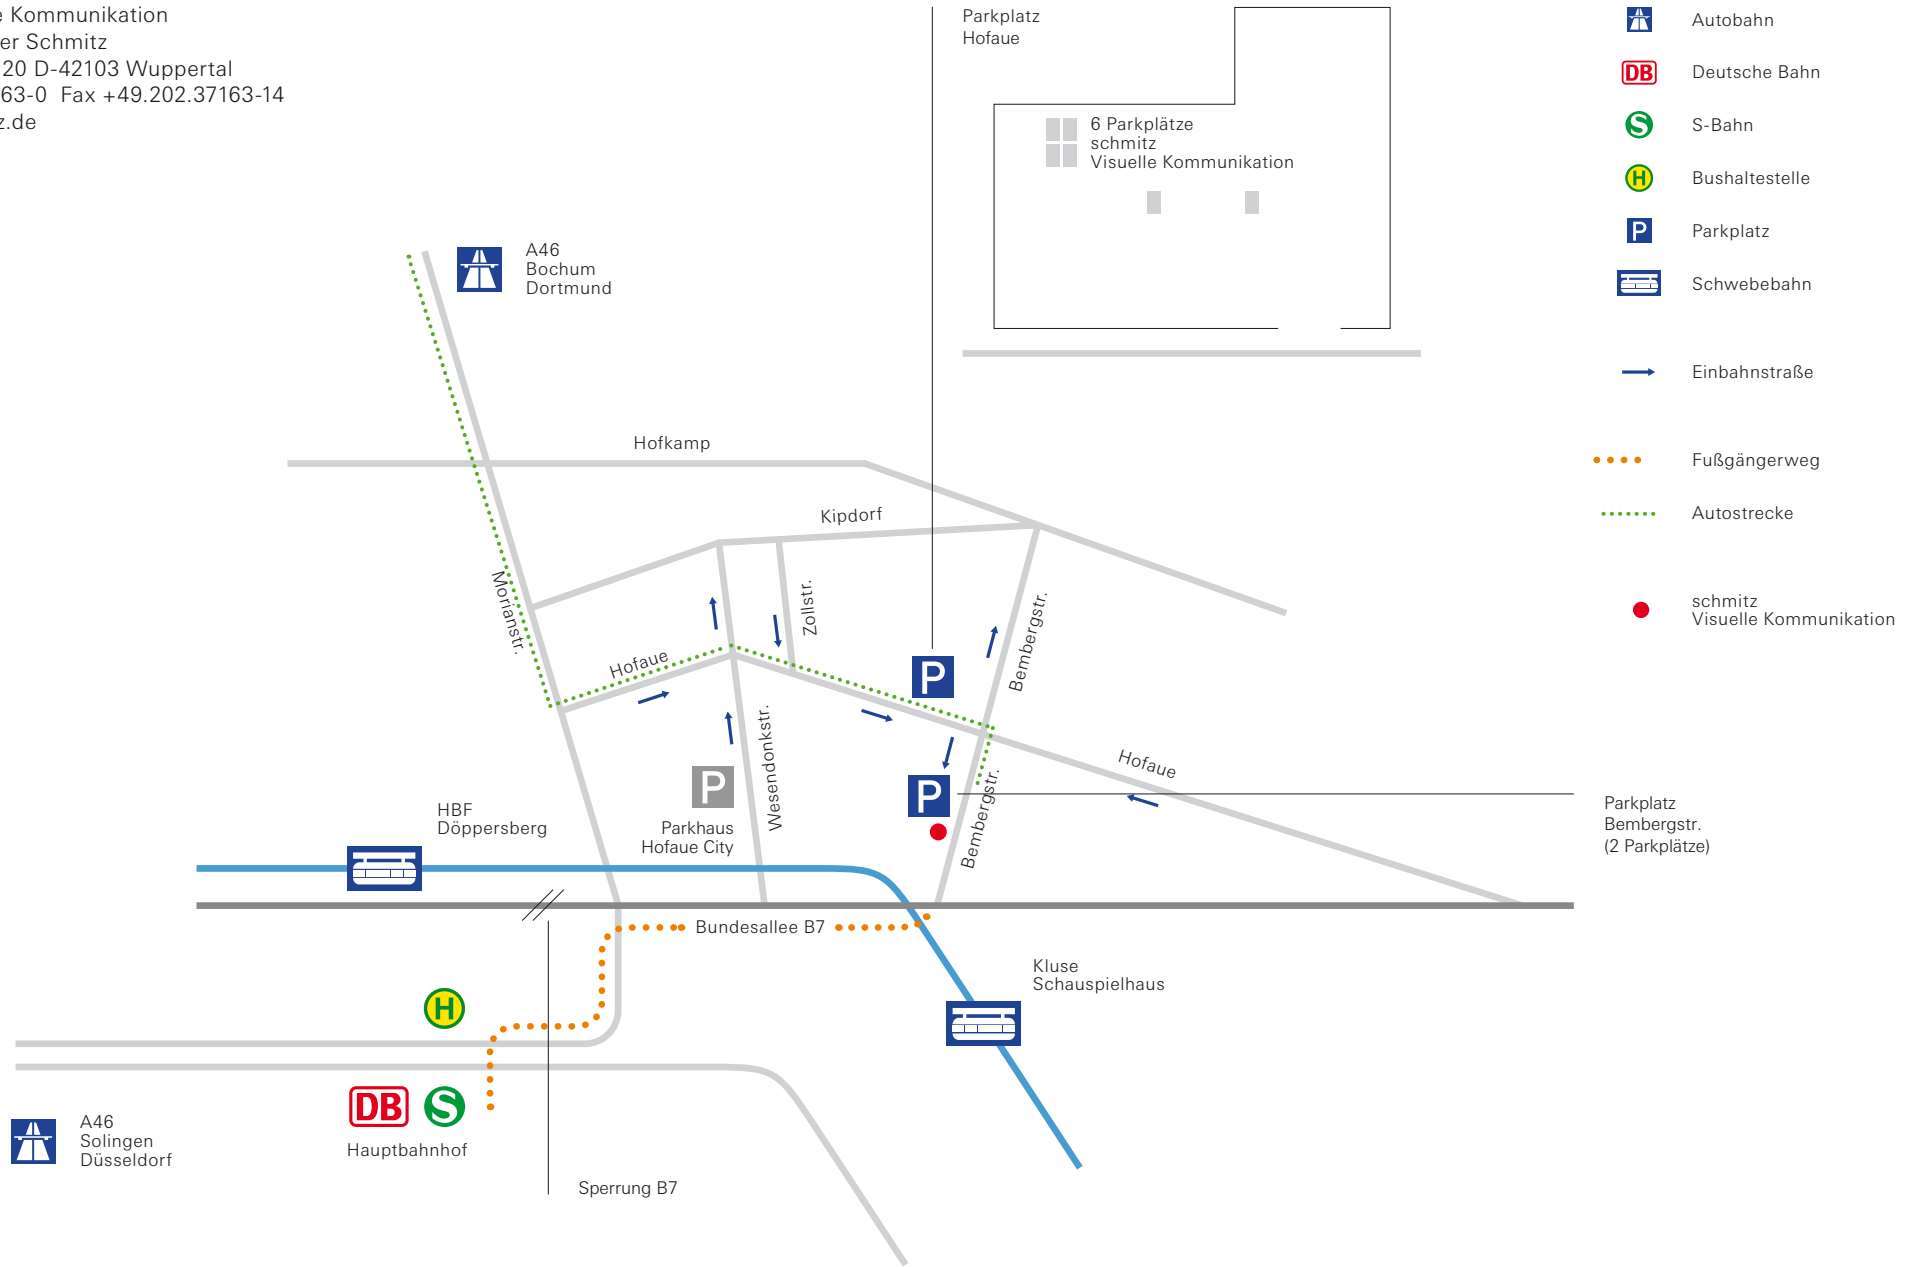 Kommunikation
Schmitz
20 D-42103 Wuppertal
63-0 Fax +49.202.37163-14
z.de
Parkplatz
Hofaue
6 Parkplätze
schmitz
Visuelle Kommunikation
Autobahn
DB
Deutsche Bahn
S
S-Bahn
H
Bushaltestelle
P
Parkplatz
Schwebebahn
Einbahnstraße
Fußgängerweg
Autostrecke
schmitz
Visuelle Kommunikation
A46
Bochum
Dortmund
Hofkamp
Kipdorf
Morianstr.
Zollstr.
Hofaue
Bembergstr.
P
Wesendonkstr.
Hofaue
P
P
Bembergstr.
Parkhaus
Hofaue City
HBF
Döppersberg
Parkplatz
Bembergstr.
(2 Parkplätze)
Bundesallee B7
Kluse
Schauspielhaus
H
DB
S
Hauptbahnhof
A46
Solingen
Düsseldorf
Sperrung B7